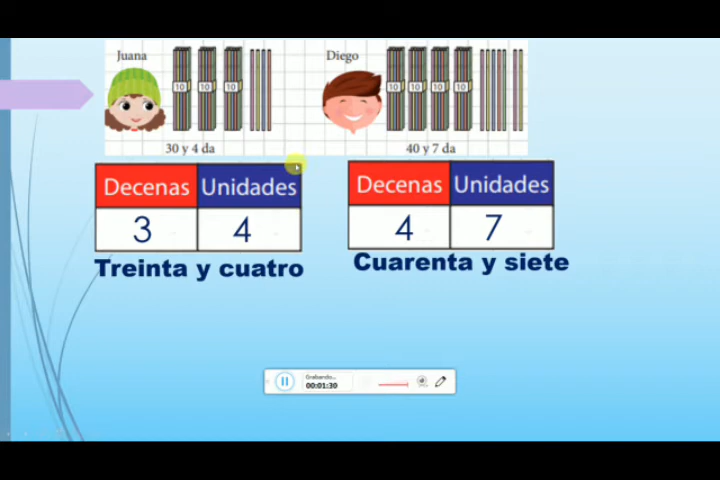 Juana
Diego
10 10 10
10 10 10 10
30 y 4 da
40 y 7 da
Decenas Unidades
3 4
Treinta y cuatro
Decenas Unidades
4 7
Cuarenta y siete
Grabando...
00:01:30